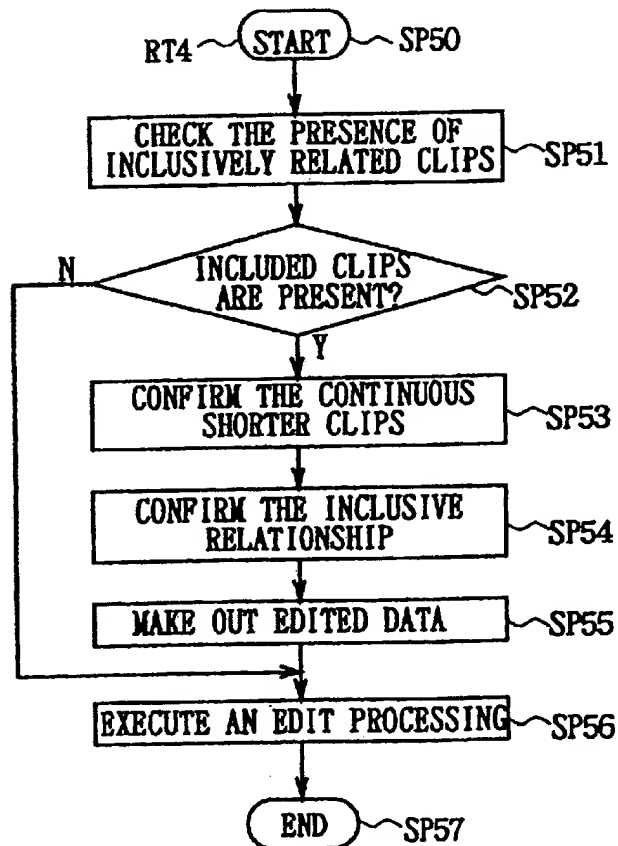 RT4 START SP50
CHECK THE PRESENCE OF
INCLUSIVELY RELATED CLIPS SP51
N
INCLUDED CLIPS
ARE PRESENT? SP52
Y
CONFIRM THE CONTINUOUS
SHORTER CLIPS SP53
CONFIRM THE INCLUSIVE
RELATIONSHIP SP54
MAKE OUT EDITED DATA SP55
EXECUTE AN EDIT PROCESSING SP56
END SP57